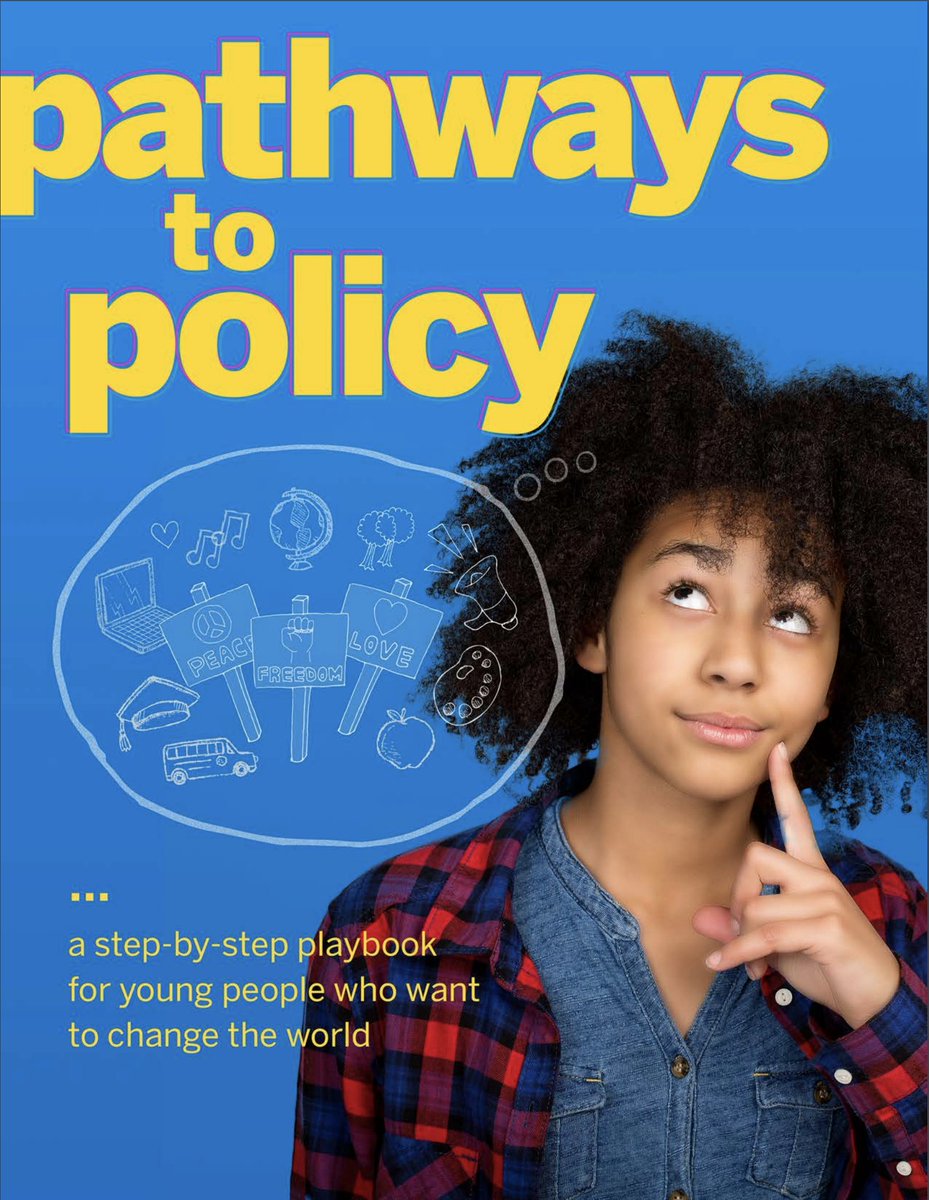 pathways
to
policy
PEACE
FREEDOM
LOVE
...
a step-by-step playbook
for young people who want
to change the world